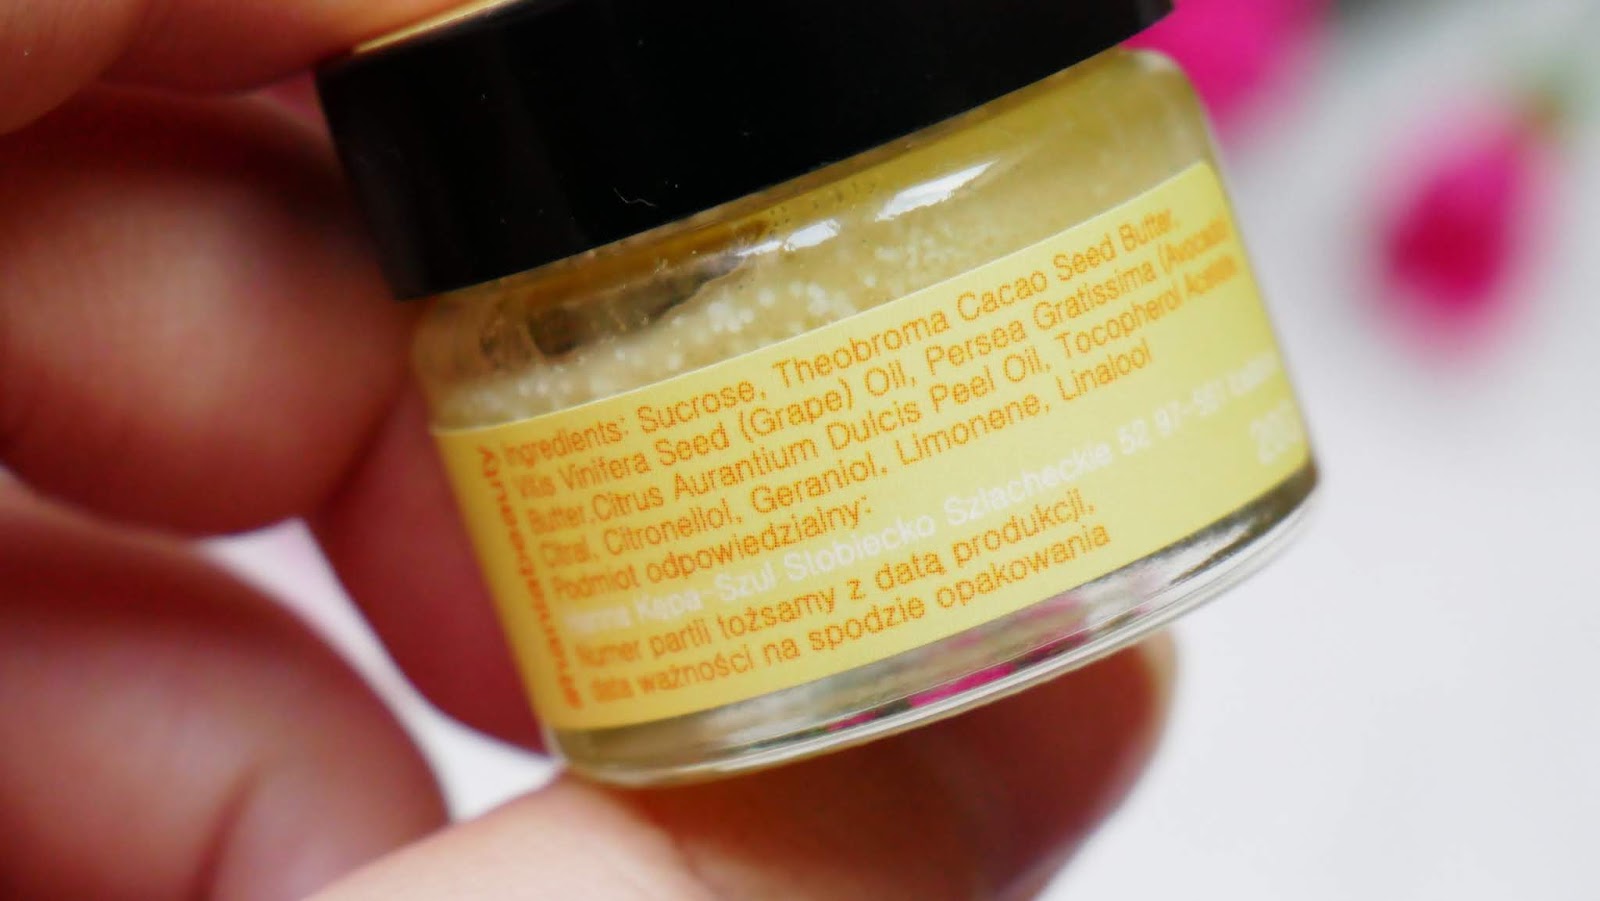 Ingredients: Sucrose, Theobroma Cacao Seed Butter,
Vitis Vinifera Seed (Grape) Oil, Persea Gratissima (Avocado
Butter, Citrus Aurantium Dulcis Peel Oil, Tocopherol Acetate,
Citral, Citronellol, Geraniol, Limonene, Linalool
Podmiot odpowiedzialny:
Kępa-Szul Słobiecko Szlacheckie 52 g
Numer partii tożsamy z datą produkcji,
data ważności na spodzie opakowania